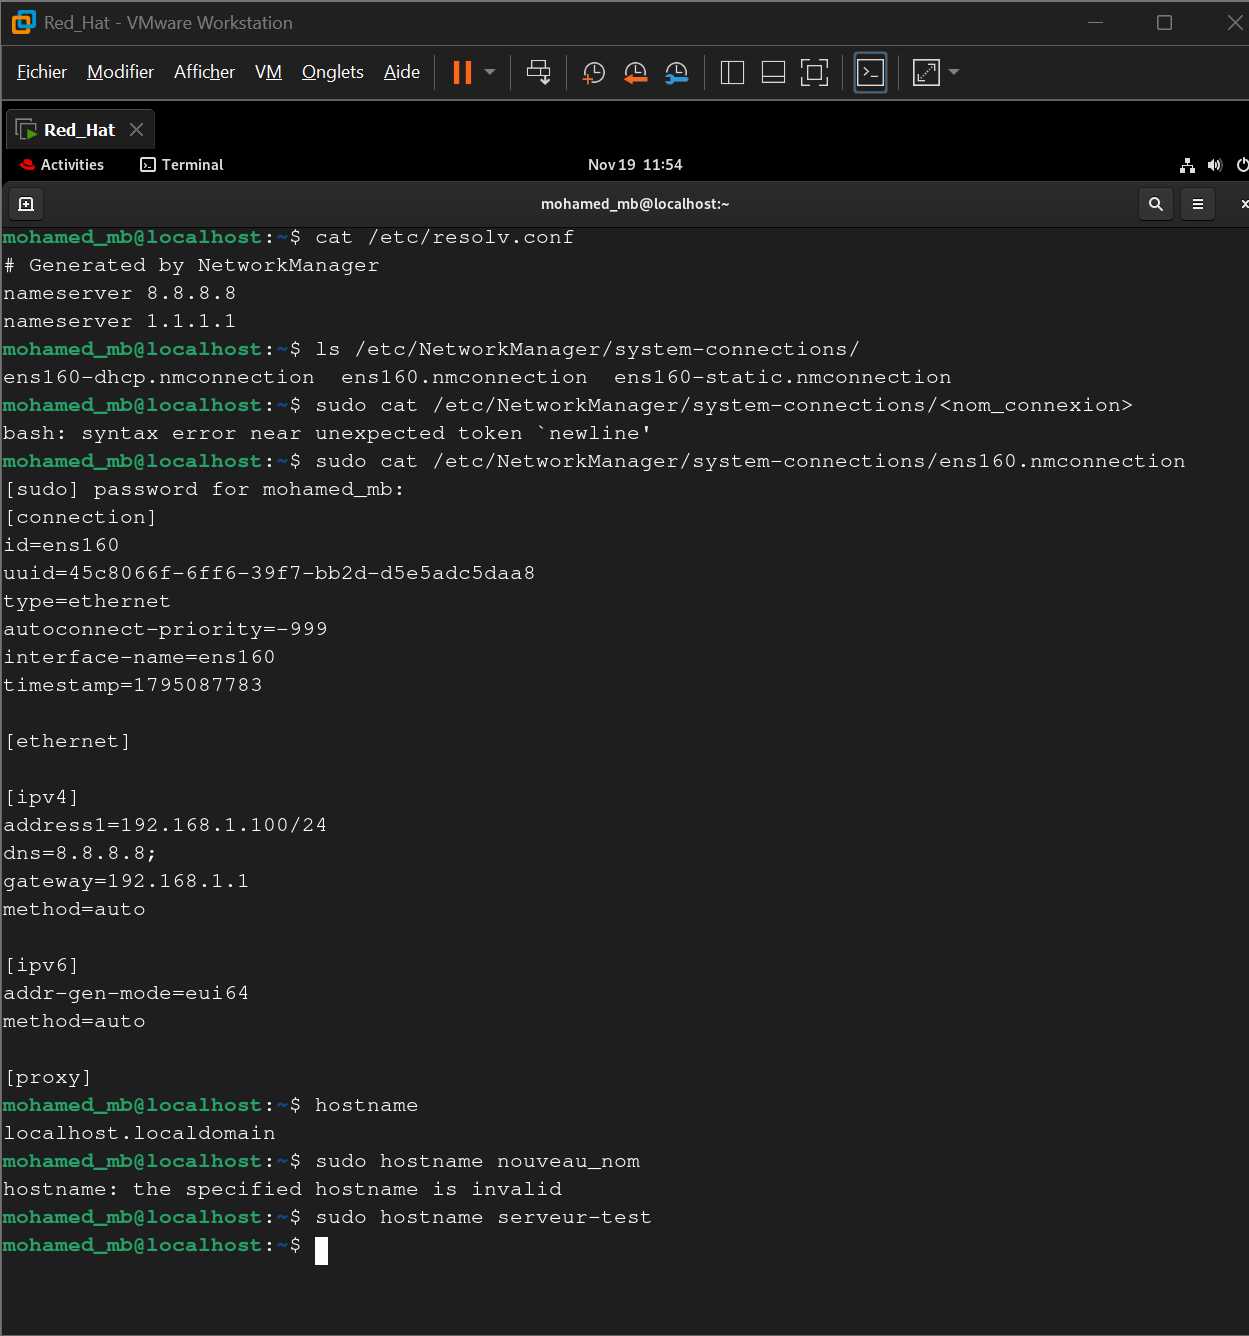 Red_Hat - VMware Workstation
Fichier Modifier Afficher VM Onglets Aide
Red_Hat
Activities Terminal Nov 19 11:54
mohamed_mb@localhost:~
mohamed_mb@localhost:~$ cat /etc/resolv.conf
# Generated by NetworkManager
nameserver 8.8.8.8
nameserver 1.1.1.1
mohamed_mb@localhost:~$ ls /etc/NetworkManager/system-connections/
ens160-dhcp.nmconnection ens160.nmconnection ens160-static.nmconnection
mohamed_mb@localhost:~$ sudo cat /etc/NetworkManager/system-connections/<nom_connexion>
bash: syntax error near unexpected token `newline'
mohamed_mb@localhost:~$ sudo cat /etc/NetworkManager/system-connections/ens160.nmconnection
[sudo] password for mohamed_mb:
[connection]
id=ens160
uuid=45c8066f-6ff6-39f7-bb2d-d5e5adc5daa8
type=ethernet
autoconnect-priority=-999
interface-name=ens160
timestamp=1795087783
[ethernet]
[ipv4]
address1=192.168.1.100/24
dns=8.8.8.8;
gateway=192.168.1.1
method=auto
[ipv6]
addr-gen-mode=eui64
method=auto
[proxy]
mohamed_mb@localhost:~$ hostname
localhost.localdomain
mohamed_mb@localhost:~$ sudo hostname nouveau_nom
hostname: the specified hostname is invalid
mohamed_mb@localhost:~$ sudo hostname serveur-test
mohamed_mb@localhost:~$